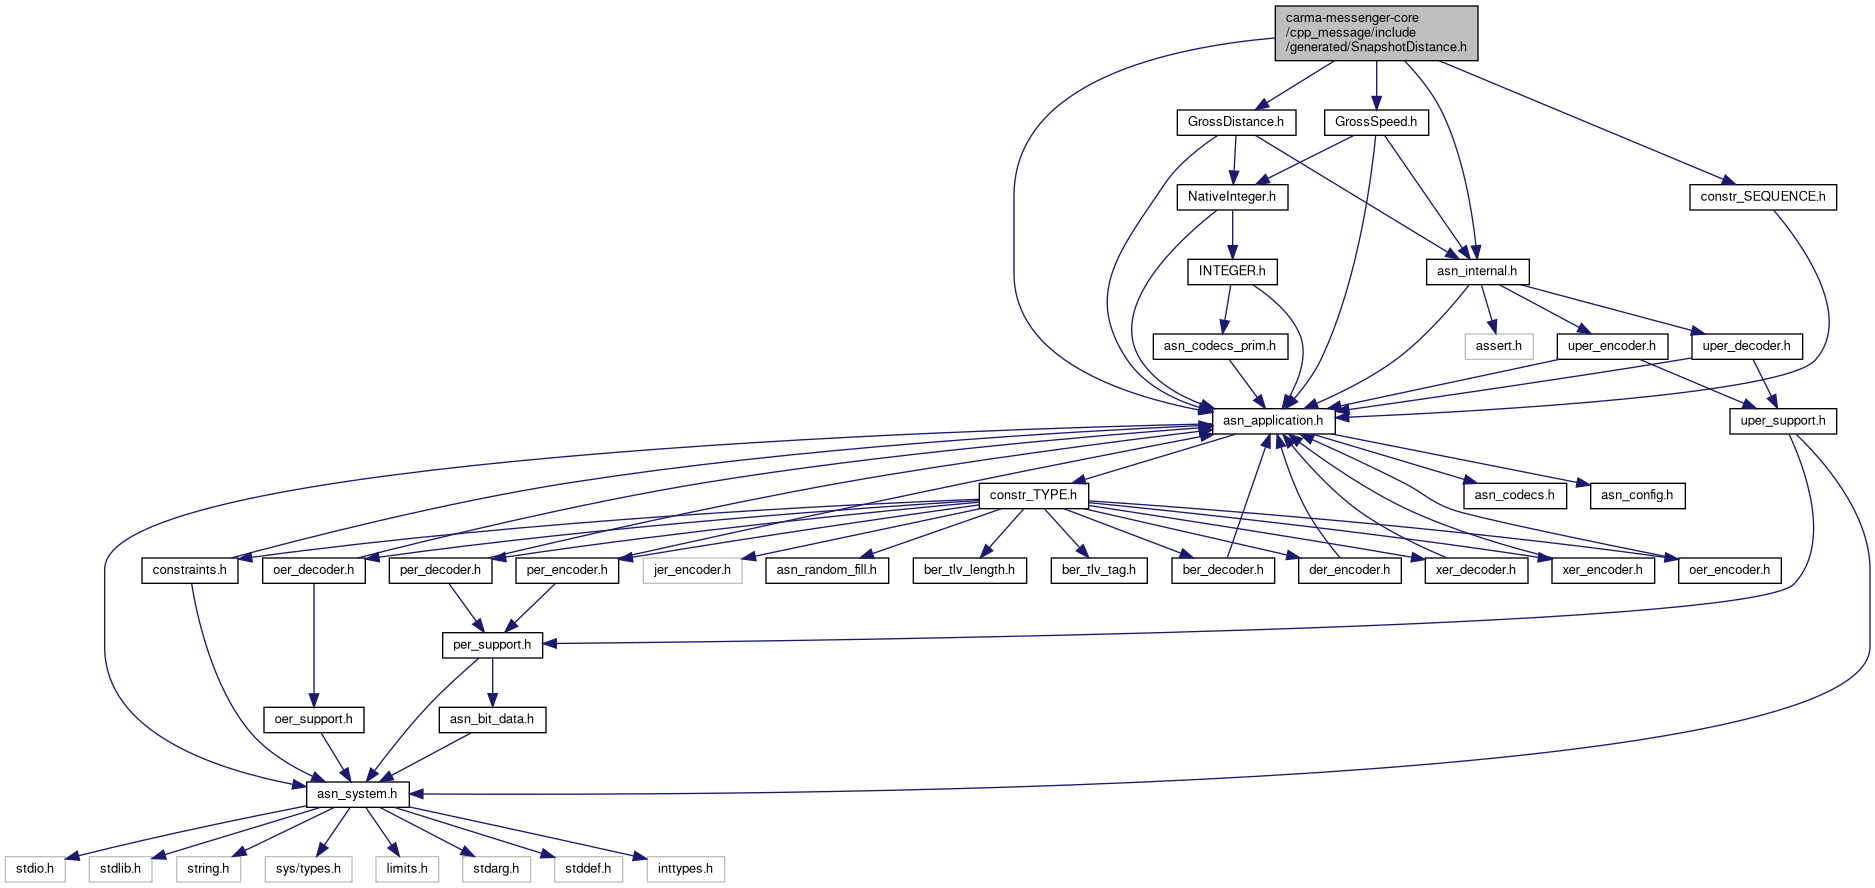 carma-messenger-core
/cpp_message/include
/generated/SnapshotDistance.h
GrossDistance.h
GrossSpeed.h
NativeInteger.h
constr_SEQUENCE.h
INTEGER.h
asn_internal.h
asn_codecs_prim.h
assert.h
uper_encoder.h
uper_decoder.h
asn_application.h
uper_support.h
constr_TYPE.h
asn_codecs.h
asn_config.h
constraints.h
oer_decoder.h
per_decoder.h
per_encoder.h
jer_encoder.h
asn_random_fill.h
ber_tlv_length.h
ber_tlv_tag.h
ber_decoder.h
der_encoder.h
xer_decoder.h
xer_encoder.h
oer_encoder.h
per_support.h
oer_support.h
asn_bit_data.h
asn_system.h
stdio.h
stdlib.h
string.h
sys/types.h
limits.h
stdarg.h
stddef.h
inttypes.h